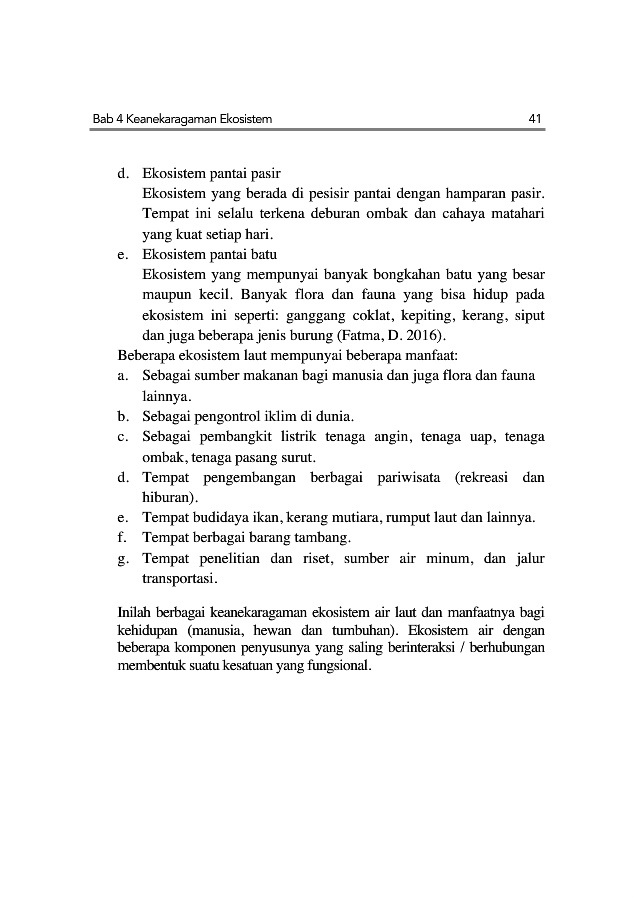 Bab 4 Keanekaragaman Ekosistem 41
d. Ekosistem pantai pasir
Ekosistem yang berada di pesisir pantai dengan hamparan pasir.
Tempat ini selalu terkena deburan ombak dan cahaya matahari
yang kuat setiap hari.
e. Ekosistem pantai batu
Ekosistem yang mempunyai banyak bongkahan batu yang besar
maupun kecil. Banyak flora dan fauna yang bisa hidup pada
ekosistem ini seperti: ganggang coklat, kepiting, kerang, siput
dan juga beberapa jenis burung (Fatma, D. 2016).
Beberapa ekosistem laut mempunyai beberapa manfaat:
a. Sebagai sumber makanan bagi manusia dan juga flora dan fauna
lainnya.
b. Sebagai pengontrol iklim di dunia.
c. Sebagai pembangkit listrik tenaga angin, tenaga uap, tenaga
ombak, tenaga pasang surut.
d. Tempat pengembangan berbagai pariwisata (rekreasi dan
hiburan).
e. Tempat budidaya ikan, kerang mutiara, rumput laut dan lainnya.
f. Tempat berbagai barang tambang.
g. Tempat penelitian dan riset, sumber air minum, dan jalur
transportasi.
Inilah berbagai keanekaragaman ekosistem air laut dan manfaatnya bagi
kehidupan (manusia, hewan dan tumbuhan). Ekosistem air dengan
beberapa komponen penyusunya yang saling berinteraksi / berhubungan
membentuk suatu kesatuan yang fungsional.